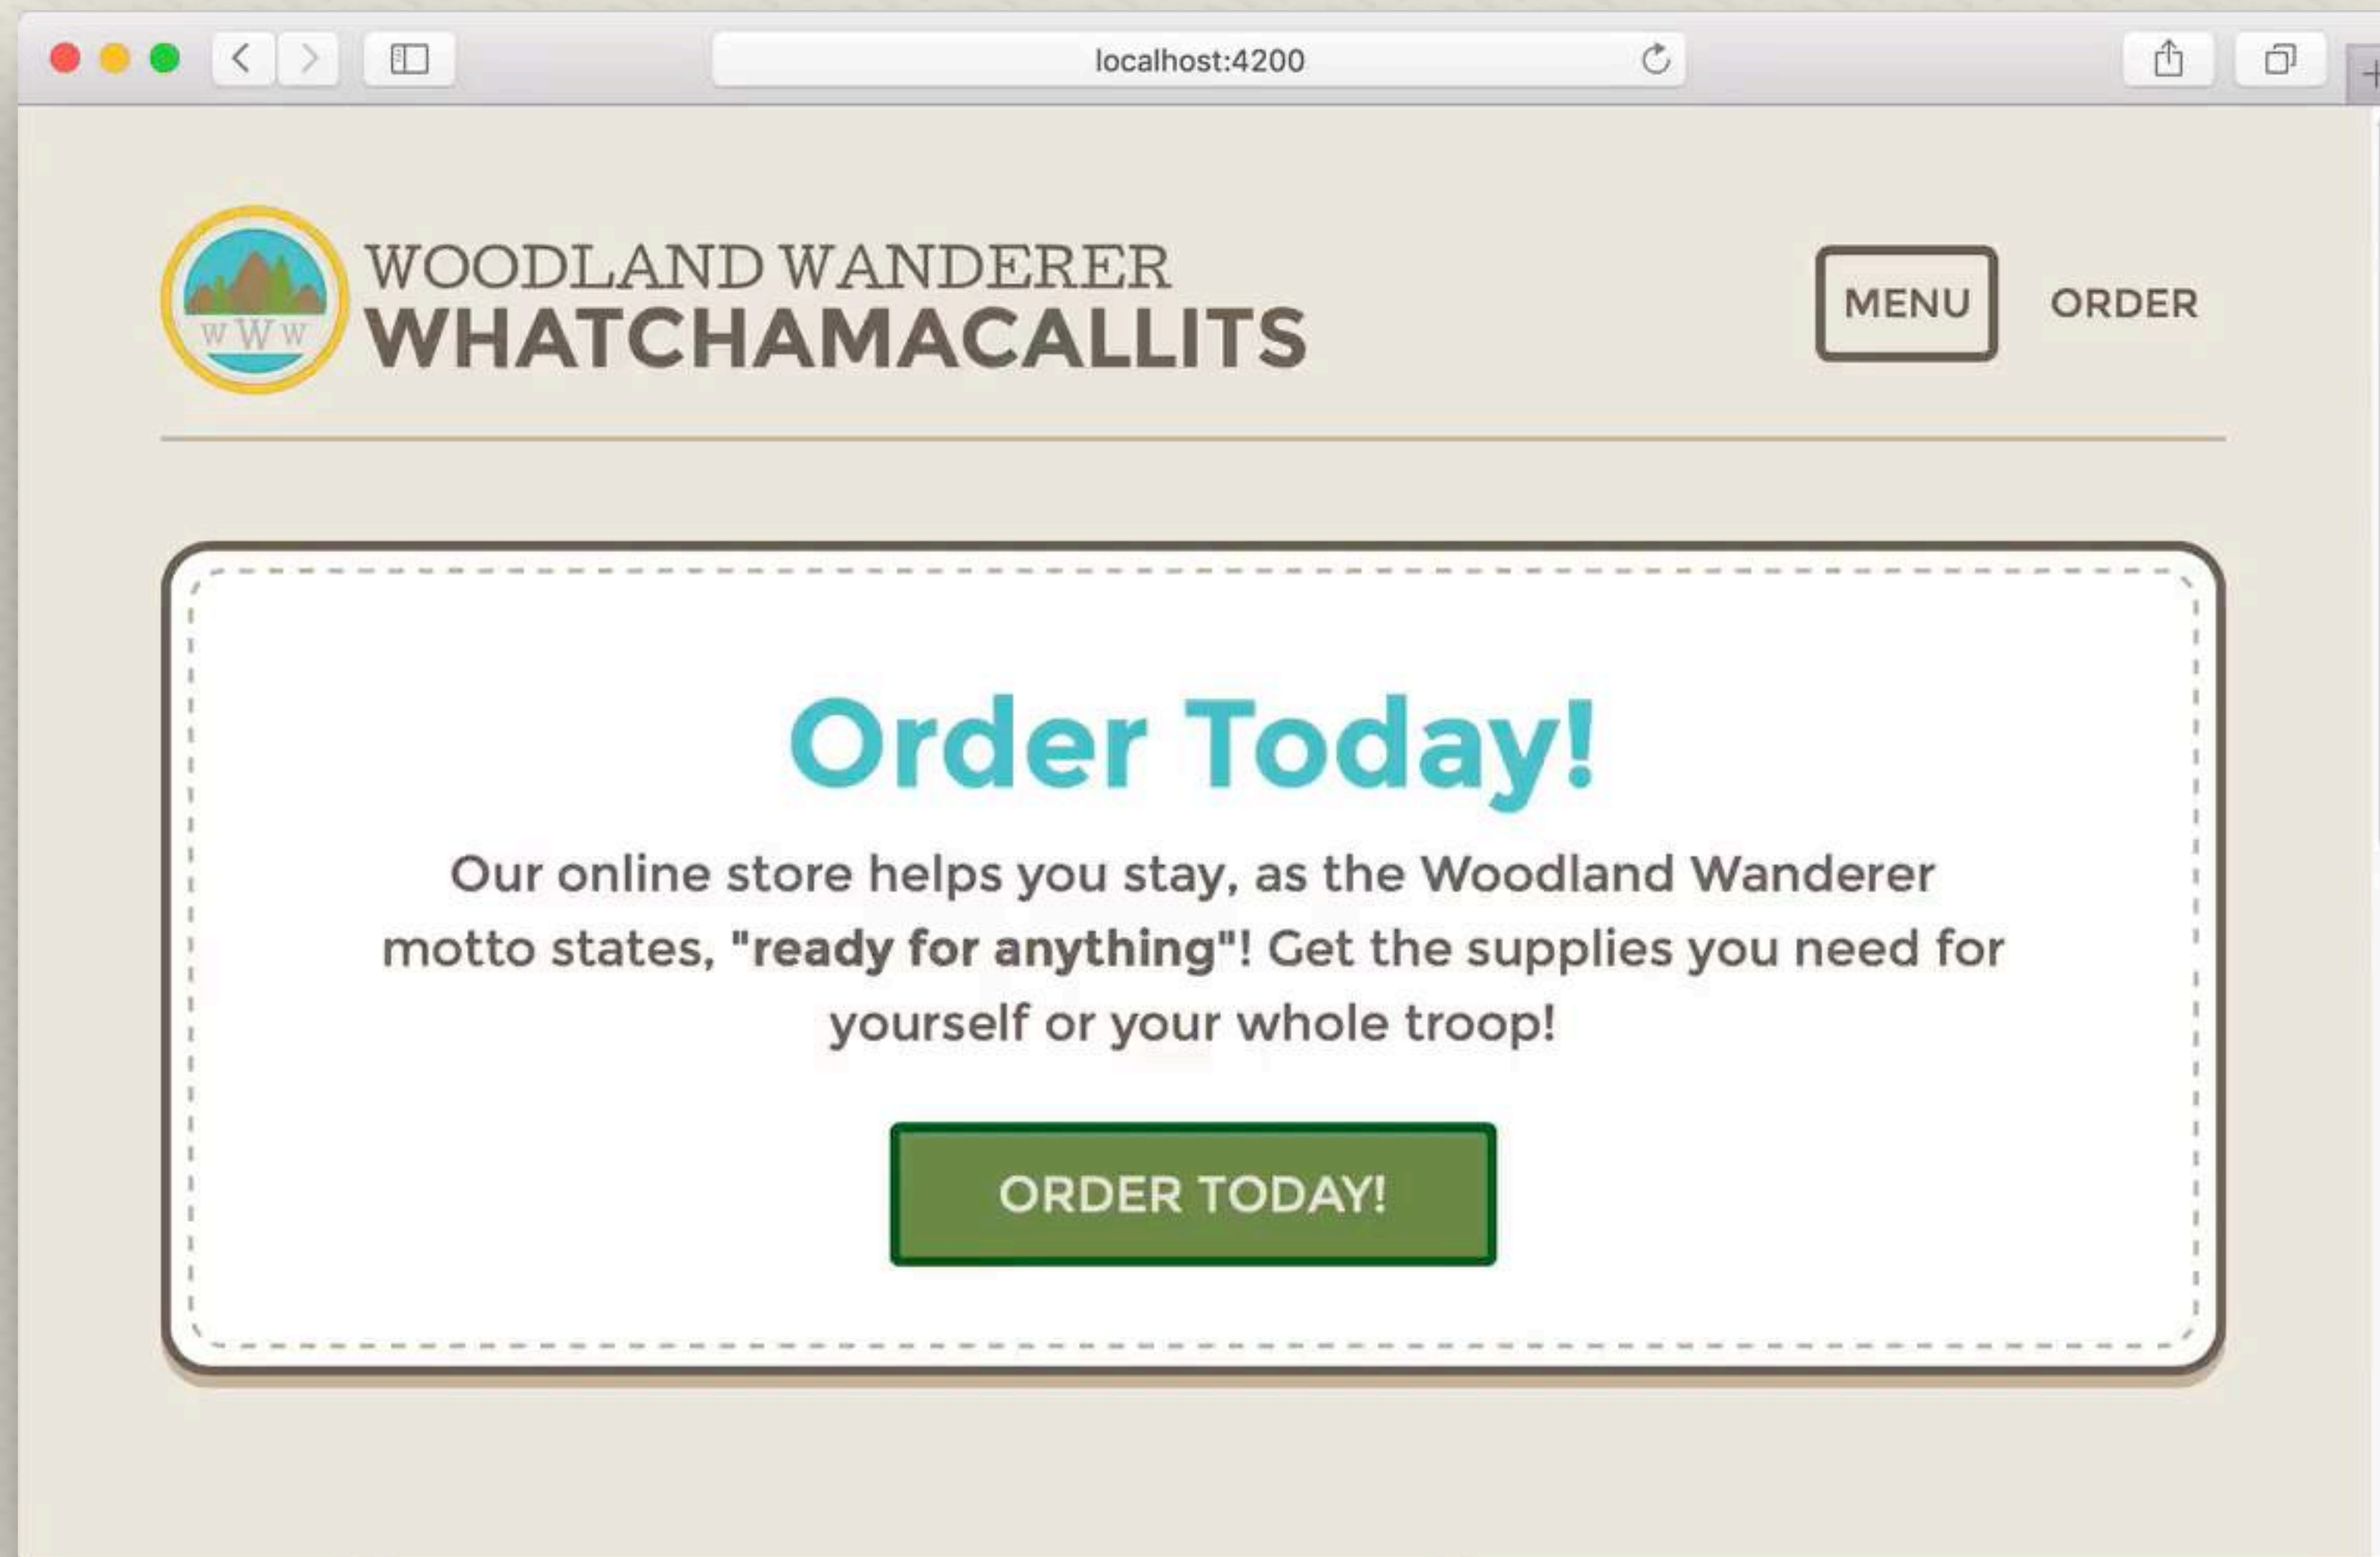 localhost:4200
WOODLAND WANDERER
WHATCHAMACALLITS
W W W
MENU
ORDER
Order Today!
Our online store helps you stay, as the Woodland Wanderer
motto states, "ready for anything"! Get the supplies you need for
yourself or your whole troop!
ORDER TODAY!